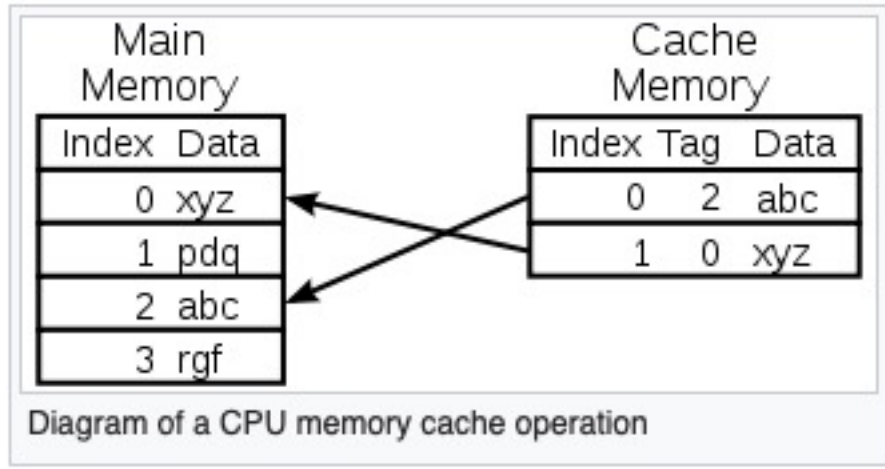 Main
Memory
Index Data
0 xyz
1 pdq
2 abc
3 rgf
Cache
Memory
Index Tag Data
0 2 abc
1 0 xyz
Diagram of a CPU memory cache operation